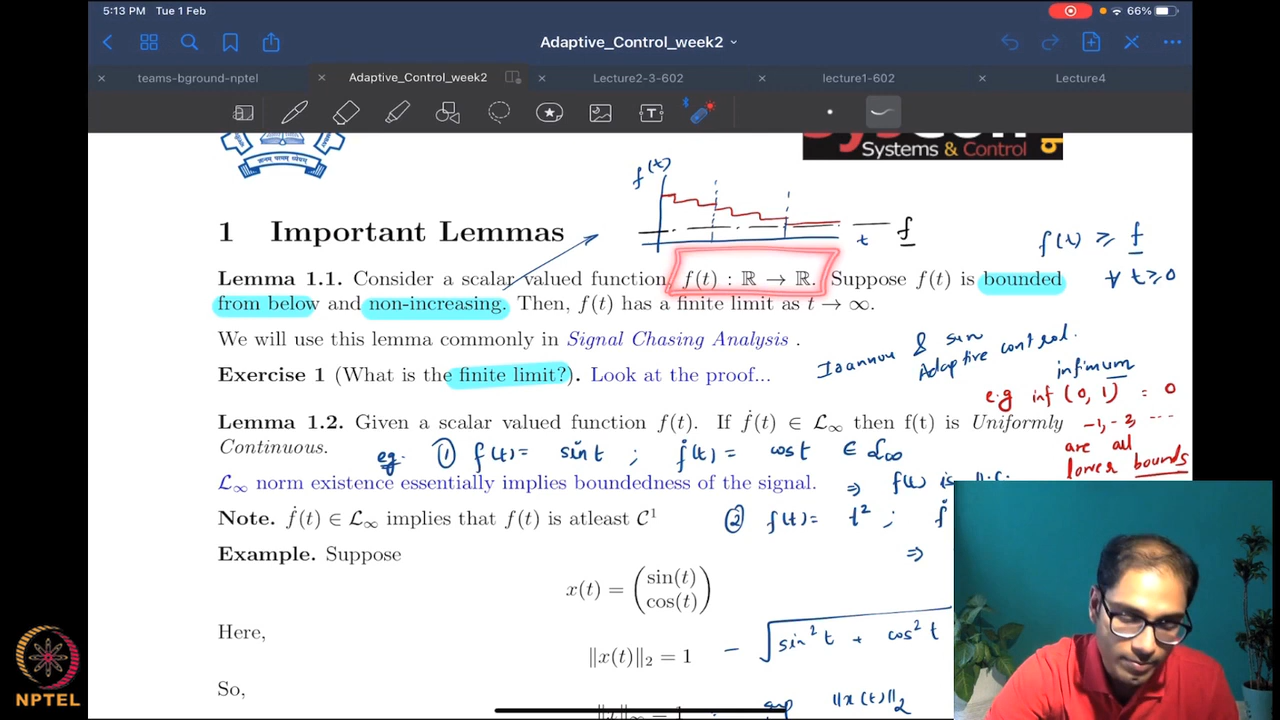 5:13 PM Tue 1 Feb
66%
Adaptive_Control_week2
teams-bground-nptel
Adaptive_Control_week2
Lecture2-3-602
lecture1-602
Lecture4
Systems & Control
f(t)
t
f
1 Important Lemmas
f(t) ≥ f
∀ t ≥ 0
Lemma 1.1. Consider a scalar valued function, f(t) : ℝ → ℝ. Suppose f(t) is bounded
from below and non-increasing. Then, f(t) has a finite limit as t → ∞.
We will use this lemma commonly in Signal Chasing Analysis .
Ioannou & Sun
Adaptive control.
Exercise 1 (What is the finite limit?). Look at the proof...
infimum
e.g inf (0, 1) = 0
-1, -2, ...
are all
lower bounds
Lemma 1.2. Given a scalar valued function f(t). If ḟ(t) ∈ 𝓛∞ then f(t) is Uniformly
Continuous.
eg. ① f(t) = sin t ; ḟ(t) = cos t ∈ 𝓛∞
𝓛∞ norm existence essentially implies boundedness of the signal.
⇒ f(t) is
Note. ḟ(t) ∈ 𝓛∞ implies that f(t) is atleast 𝒞¹
② f(t) = t² ; ḟ
⇒
Example. Suppose
x(t) = (sin(t)
cos(t))
Here,
‖x(t)‖₂ = 1
- √sin² t + cos² t
So,
‖x‖∞ = 1
sup ‖x(t)‖₂
NPTEL